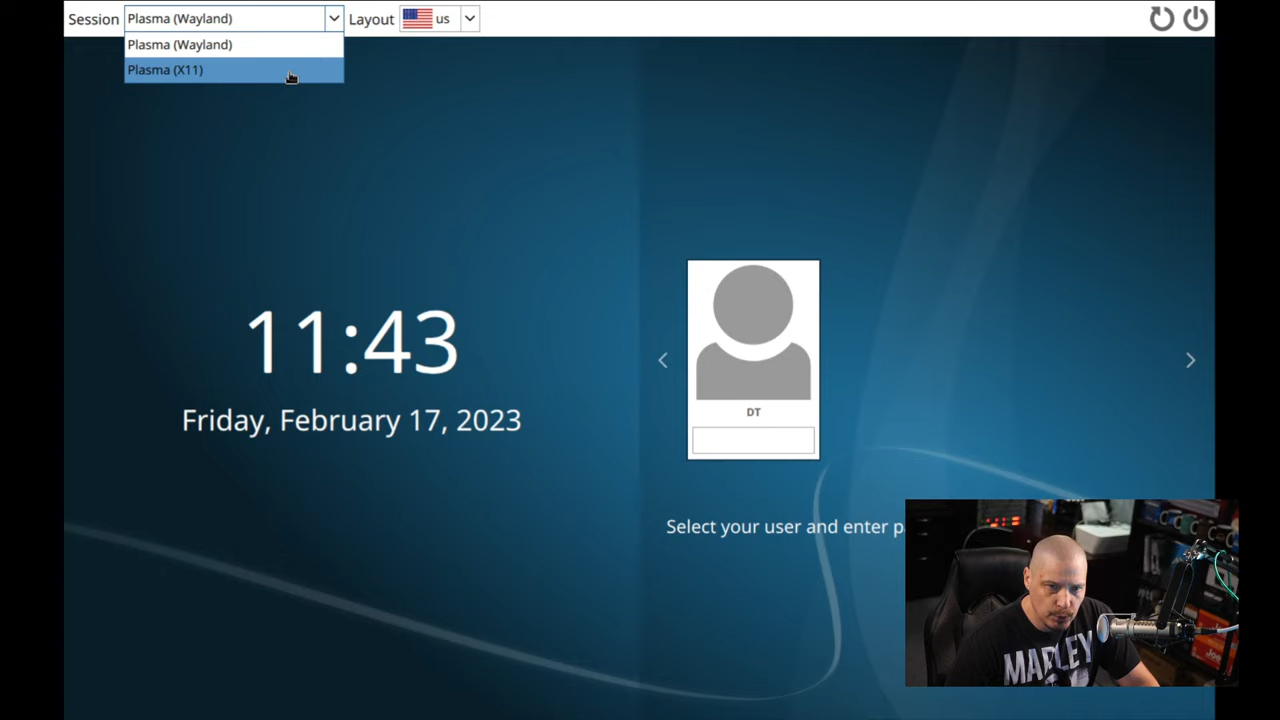 Session Plasma (Wayland) Layout us
Plasma (Wayland)
Plasma (X11)
11:43
Friday, February 17, 2023
DT
Select your user and enter
MARLEY